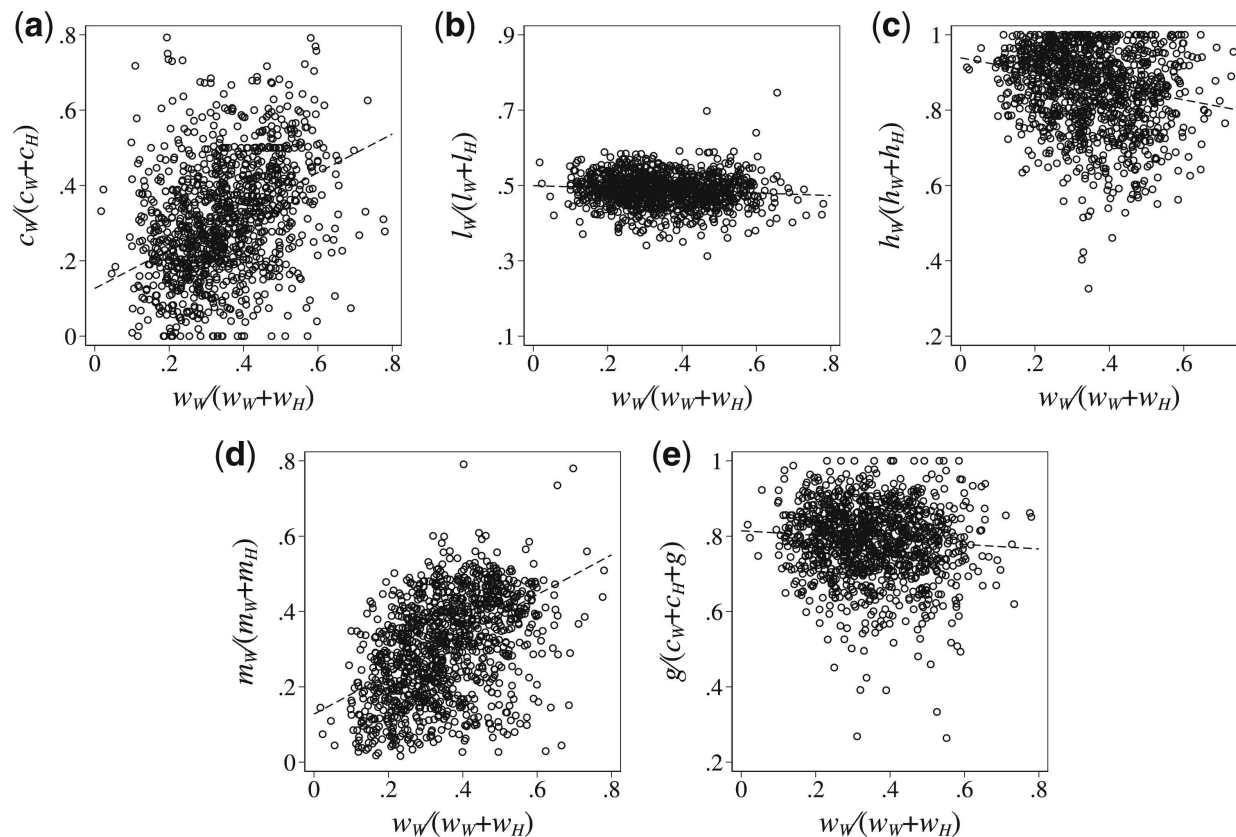 (a)
.8
.6
.4
.2
0
c_W/(c_W+c_H)
0 .2 .4 .6 .8
w_W/(w_W+w_H)
(b)
.9
.7
.5
.3
.1
l_W/(l_W+l_H)
0 .2 .4 .6 .8
w_W/(w_W+w_H)
(c)
1
.8
.6
.4
.2
h_W/(h_W+h_H)
0 .2 .4 .6
w_W/(w_W+w_H)
(d)
.8
.6
.4
.2
0
m_W/(m_W+m_H)
0 .2 .4 .6 .8
w_W/(w_W+w_H)
(e)
1
.8
.6
.4
.2
g/(c_W+c_H+g)
0 .2 .4 .6 .8
w_W/(w_W+w_H)